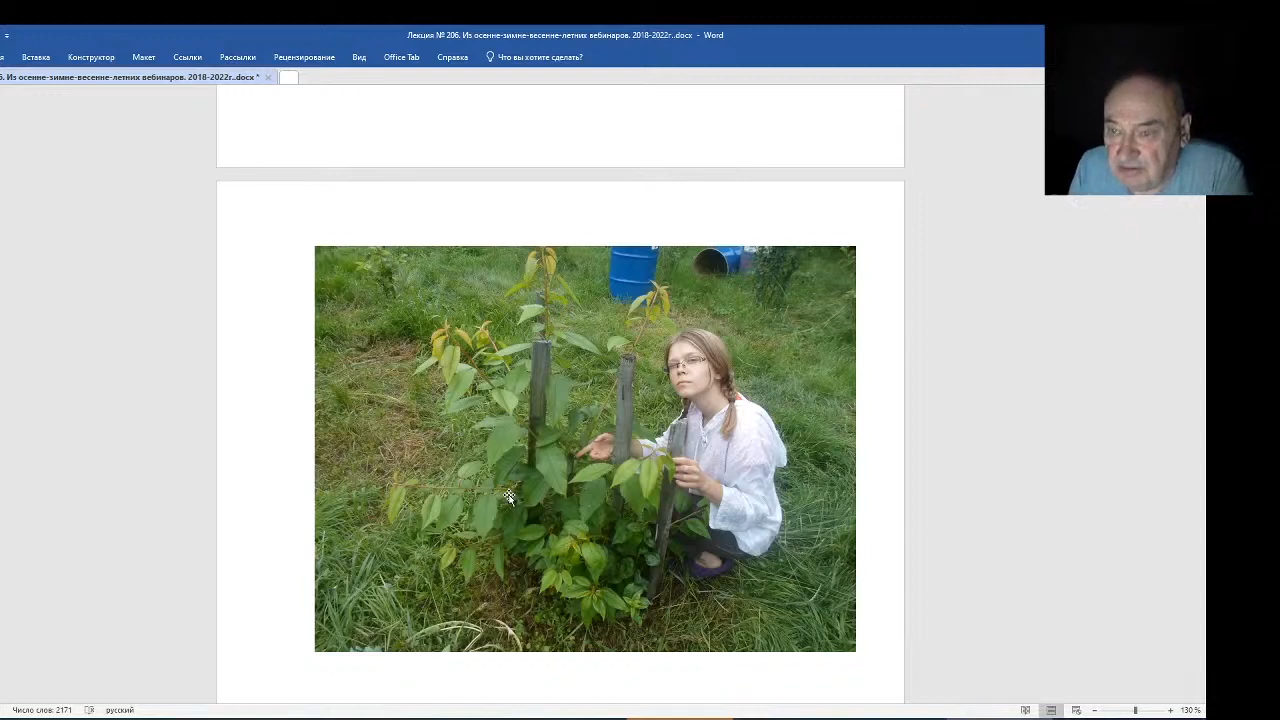 Лекция № 206. Из осенне-зимне-весенне-летних вебинаров. 2018-2022г..docx - Word
Вставка Конструктор Макет Ссылки Рассылки Рецензирование Вид Office Tab Справка Что вы хотите сделать?
6. Из осенне-зимне-весенне-летних вебинаров. 2018-2022г..docx *
Число слов: 2171 русский 130 %